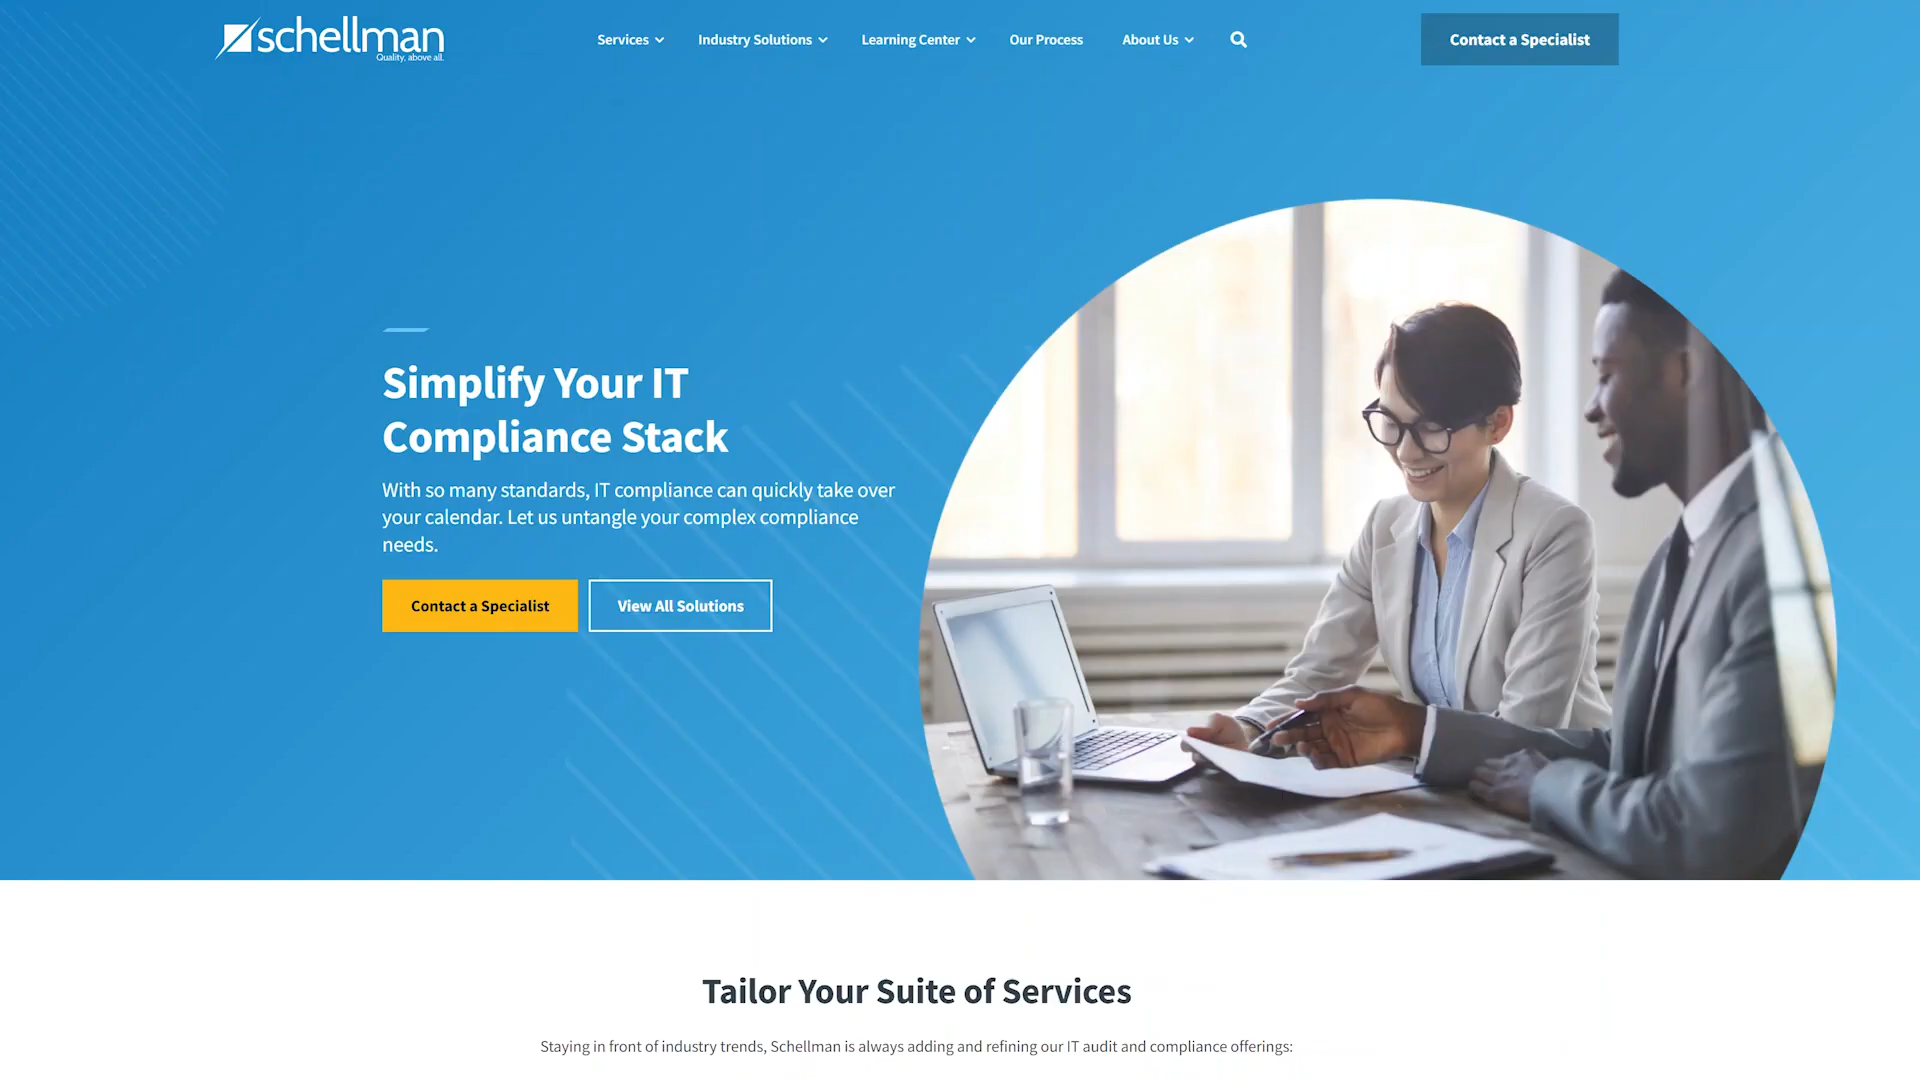 schellman
Quality, above all.
Services
Industry Solutions
Learning Center
Our Process
About Us
Contact a Specialist
Simplify Your IT
Compliance Stack
With so many standards, IT compliance can quickly take over
your calendar. Let us untangle your complex compliance
needs.
Contact a Specialist
View All Solutions
Tailor Your Suite of Services
Staying in front of industry trends, Schellman is always adding and refining our IT audit and compliance offerings: